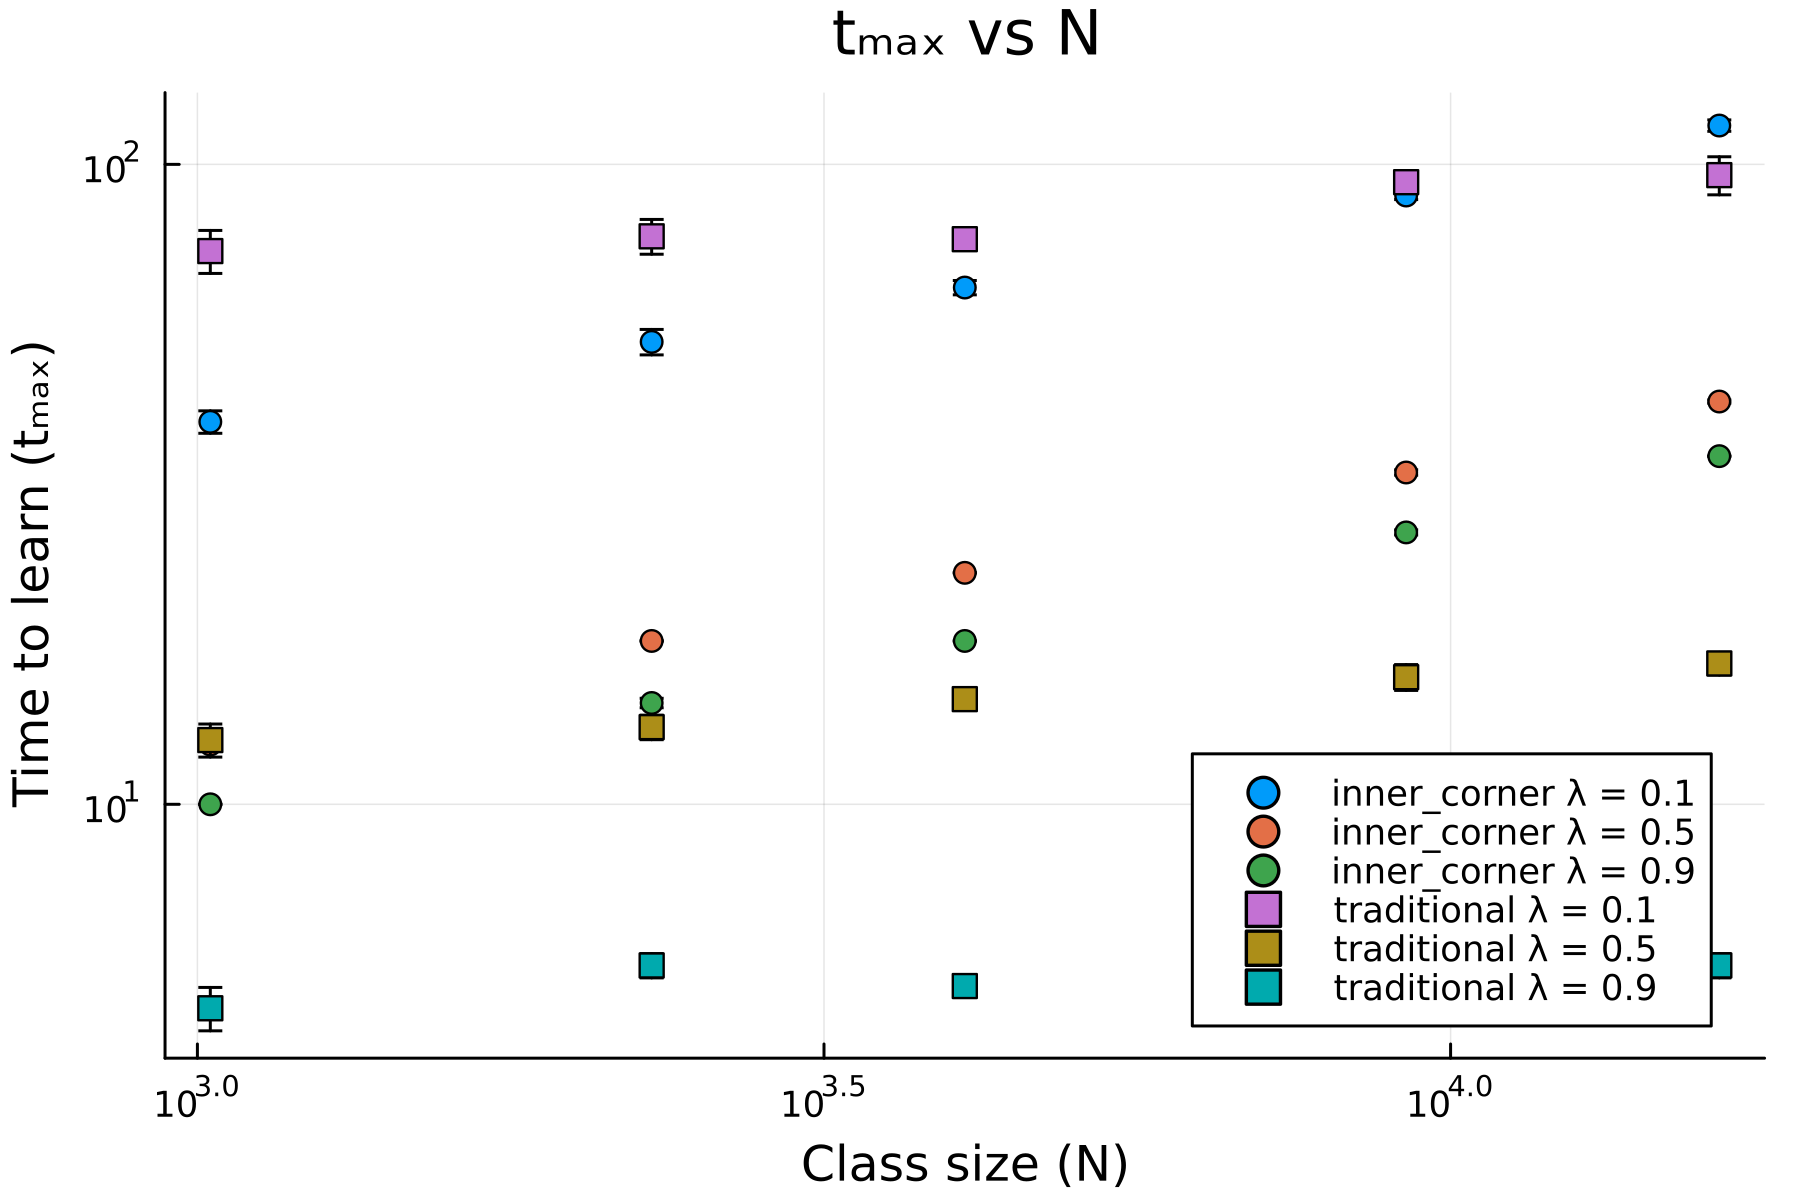 tₘₐₓ vs N
Time to learn (tₘₐₓ)
10²
10¹
inner_corner λ = 0.1
inner_corner λ = 0.5
inner_corner λ = 0.9
traditional λ = 0.1
traditional λ = 0.5
traditional λ = 0.9
10^3.0 10^3.5 10^4.0
Class size (N)